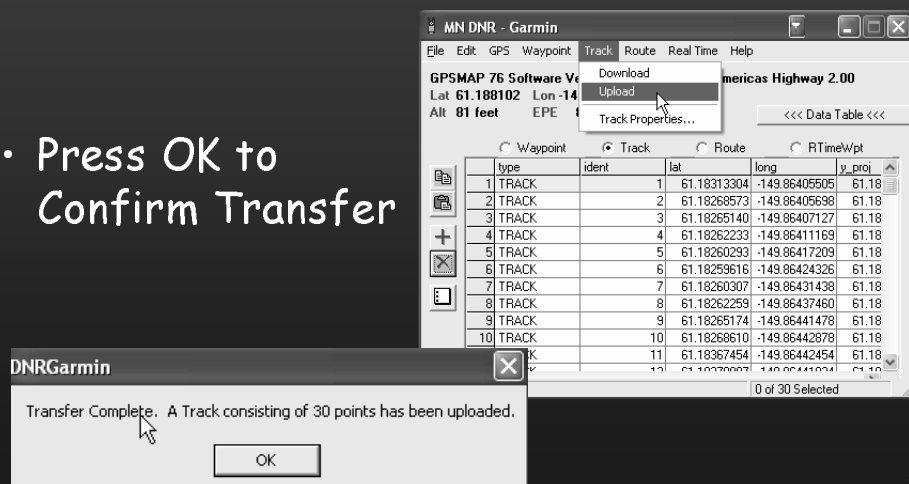 MN DNR - Garmin
File Edit GPS Waypoint Track Route Real Time Help
GPSMAP 76 Software Ve mericas Highway 2.00
Lat 61.188102 Lon -14
Alt 81 feet EPE
Download
Upload
Track Properties...
<<< Data Table <<<
• Press OK to
Confirm Transfer
Waypoint Track Route RTimeWpt
type ident lat long y_proj
1 TRACK 1 61.18313304 -149.86405505 61.18
2 TRACK 2 61.18268573 -149.86405698 61.18
3 TRACK 3 61.18265140 -149.86407127 61.18
4 TRACK 4 61.18262233 -149.86411169 61.18
5 TRACK 5 61.18260293 -149.86417209 61.18
6 TRACK 6 61.18259616 -149.86424326 61.18
7 TRACK 7 61.18260307 -149.86431438 61.18
8 TRACK 8 61.18262259 -149.86437460 61.18
9 TRACK 9 61.18265174 -149.86441478 61.18
10 TRACK 10 61.18268610 -149.86442878 61.18
11 61.18367454 -149.86442454 61.18
0 of 30 Selected
DNRGarmin
Transfer Complete. A Track consisting of 30 points has been uploaded.
OK